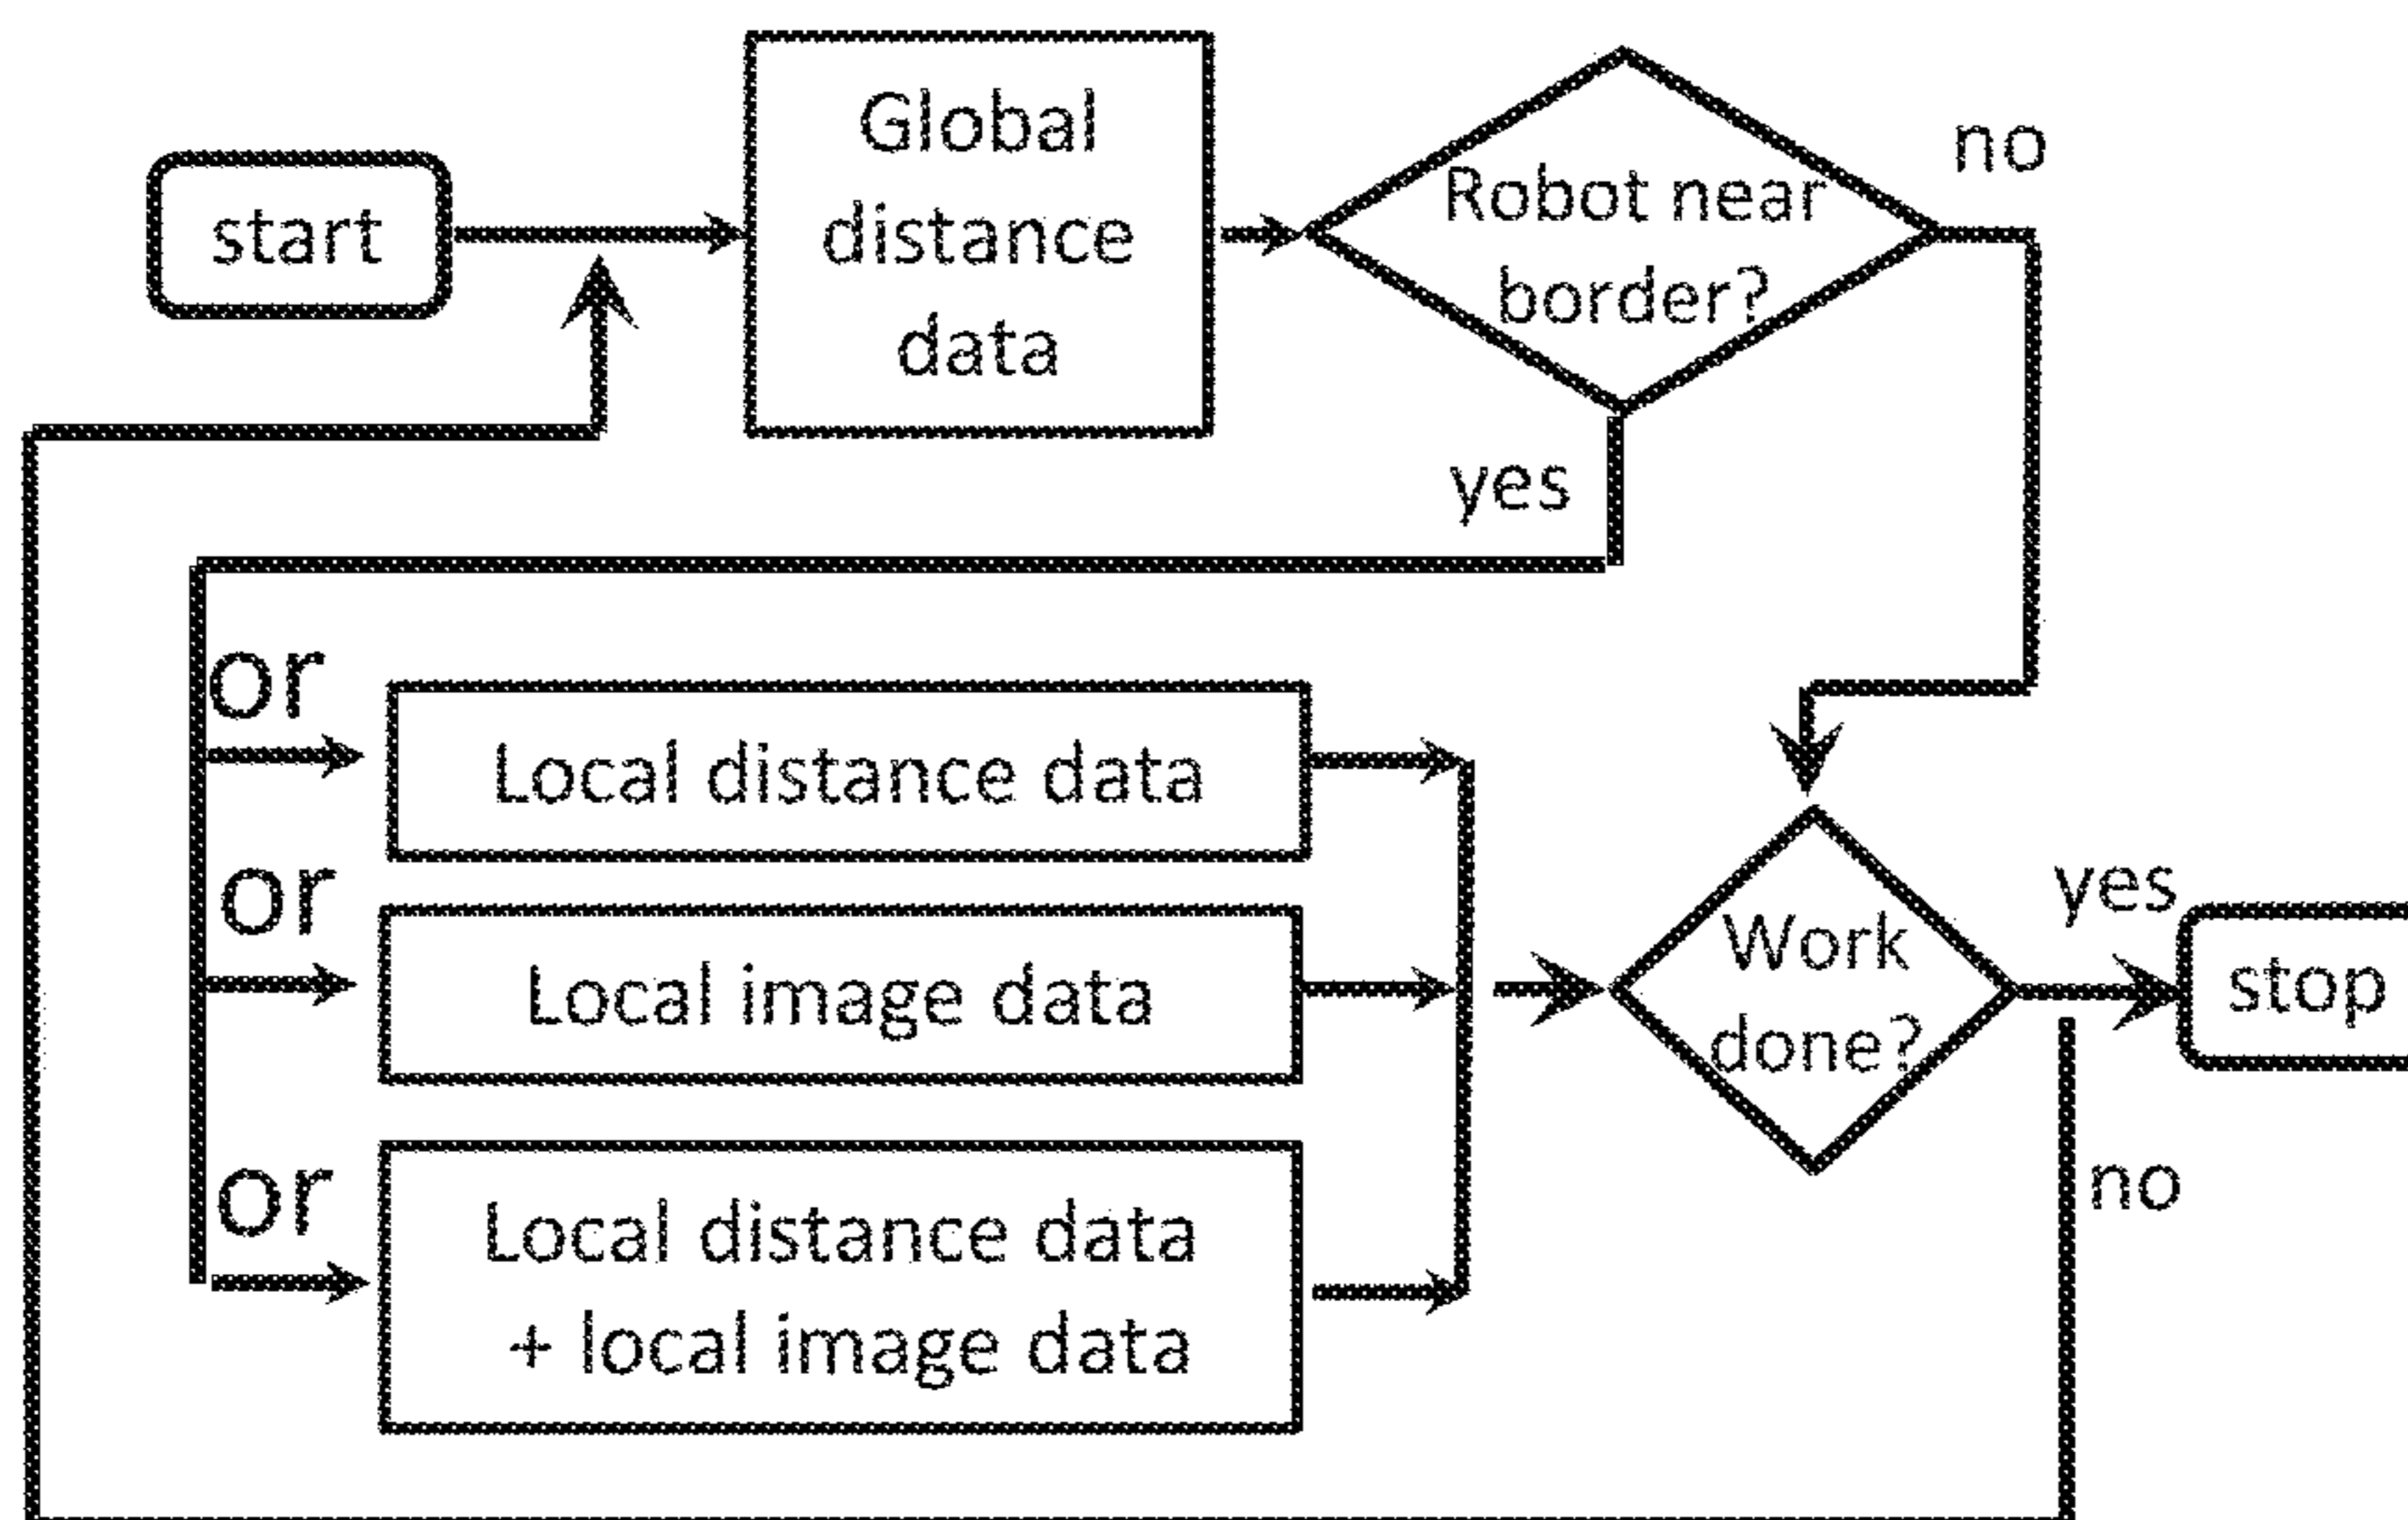 start
Global
distance
data
Robot near
border?
no
yes
or
Local distance data
or
Local image data
or
Local distance data
+ local image data
Work
done?
yes
stop
no